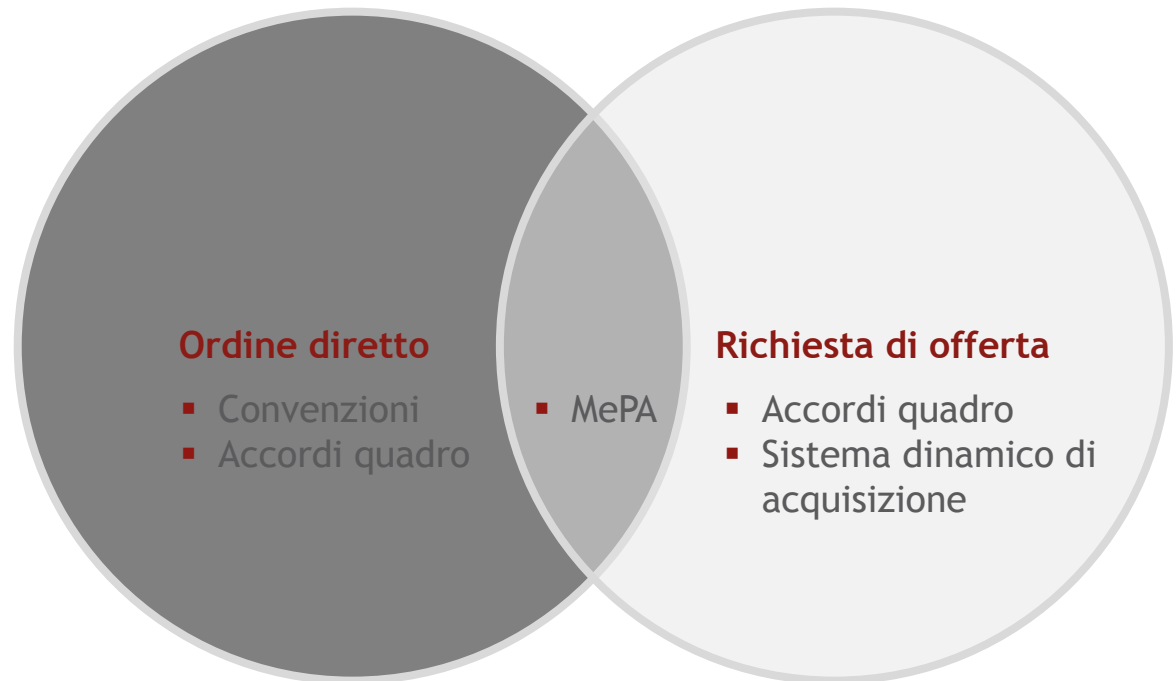 Ordine diretto
▪ Convenzioni
▪ Accordi quadro
▪ MePA
Richiesta di offerta
▪ Accordi quadro
▪ Sistema dinamico di
acquisizione